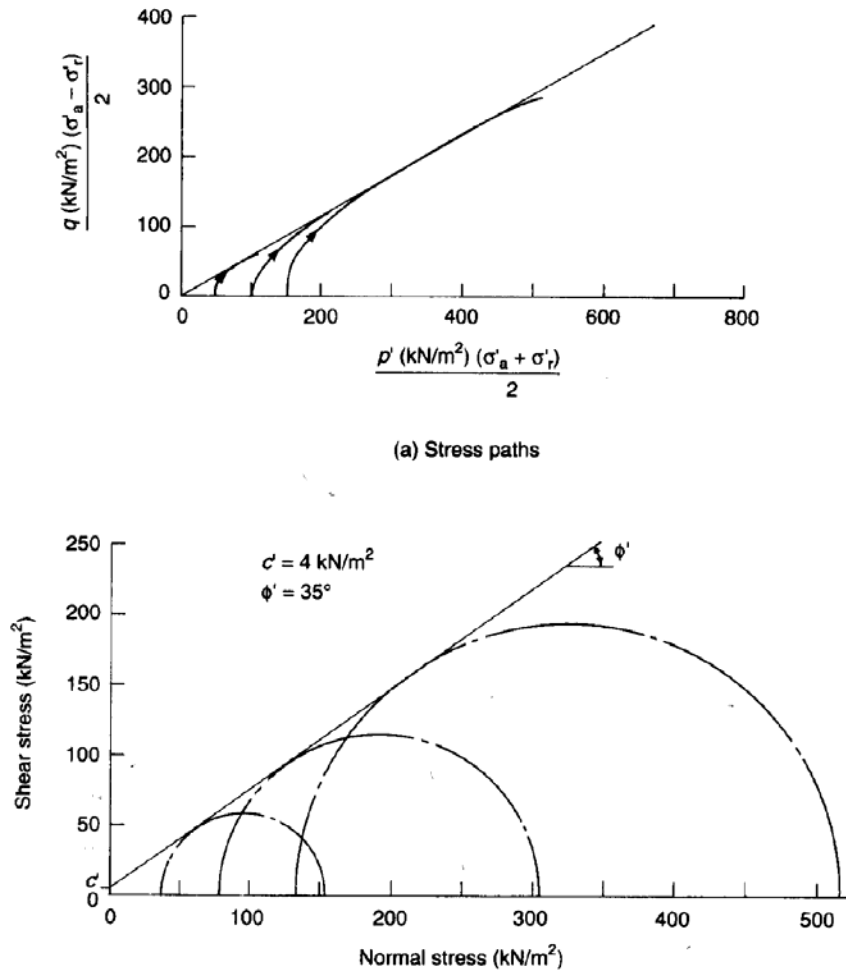 400
300
200
100
0
q (kN/m²) (σ'ₐ − σ'ᵣ)
2
0
200
400
600
800
p' (kN/m²) (σ'ₐ + σ'ᵣ)
2
(a) Stress paths
250
200
150
100
50
0
c'
Shear stress (kN/m²)
c' = 4 kN/m²
ϕ' = 35°
ϕ'
0
100
200
300
400
500
Normal stress (kN/m²)